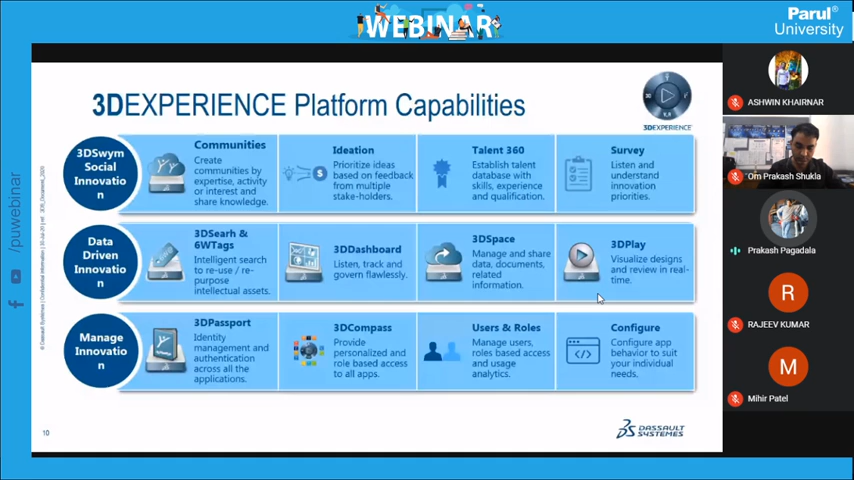 WEBINAR
Parul®
University
3DEXPERIENCE Platform Capabilities
3DEXPERIENCE
3DSwym
Social
Innovatio
n
Communities
Create
communities by
expertise, activity
or interest and
share knowledge.
Ideation
Prioritize ideas
based on feedback
from multiple
stake-holders.
Talent 360
Establish talent
database with
skills, experience
and qualification.
Survey
Listen and
understand
innovation
priorities.
Data
Driven
Innovatio
n
3DSearh &
6WTags
Intelligent search
to re-use / re-
purpose
intellectual assets.
3DDashboard
Listen, track and
govern flawlessly.
3DSpace
Manage and share
data, documents,
related
information.
3DPlay
Visualize designs
and review in real-
time.
Manage
Innovatio
n
3DPassport
Identity
management and
authentication
across all the
applications.
3DCompass
Provide
personalized and
role based access
to all apps.
Users & Roles
Manage users,
roles based access
and usage
analytics.
Configure
Configure app
behavior to suit
your individual
needs.
10
DASSAULT
SYSTEMES
/puwebinar
ASHWIN KHAIRNAR
Om Prakash Shukla
Prakash Pagadala
R
RAJEEV KUMAR
M
Mihir Patel